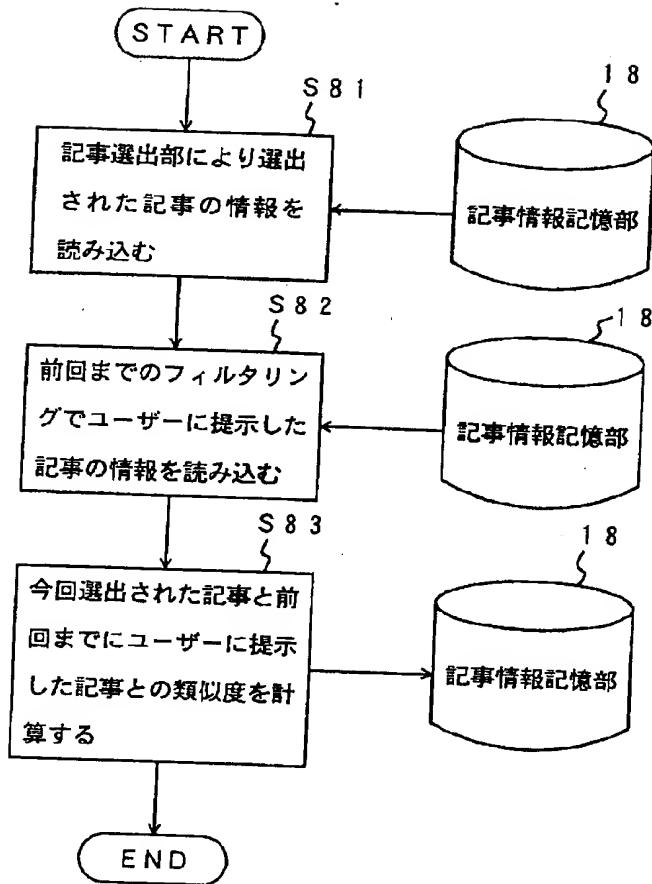 START
S81
18
記事選出部により選出
された記事の情報を
読み込む
記事情報記憶部
S82
18
前回までのフィルタリン
グでユーザーに提示した
記事の情報を読み込む
記事情報記憶部
S83
18
今回選出された記事と前
回までにユーザーに提示
した記事との類似度を計
算する
記事情報記憶部
END